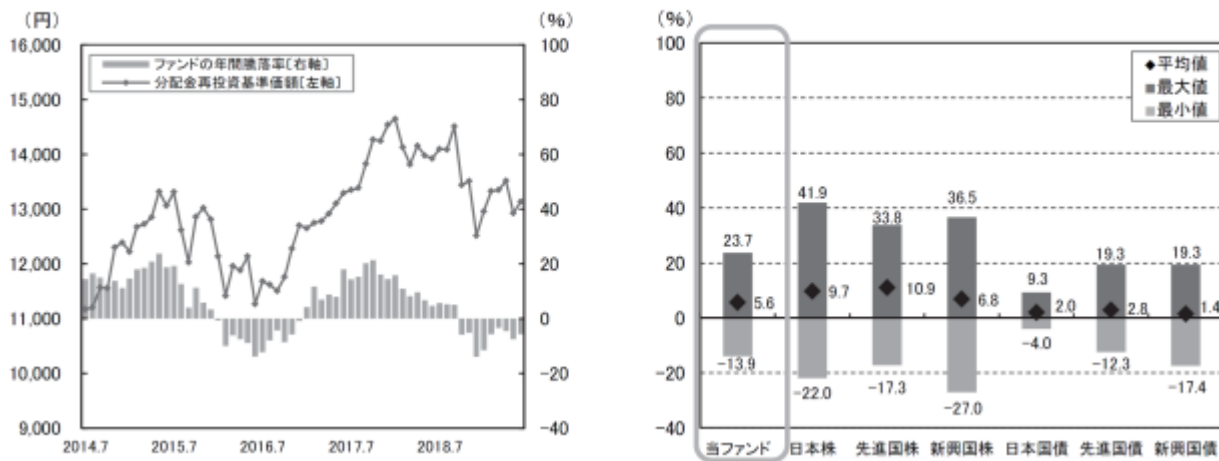 (円)
(%)
16,000
15,000
14,000
13,000
12,000
11,000
10,000
9,000
100
80
60
40
20
0
-20
-40
ファンドの年間騰落率[右軸]
分配金再投資基準価額[左軸]
2014.7 2015.7 2016.7 2017.7 2018.7
(%)
100
80
60
40
20
0
-20
-40
◆平均値
最大値
最小値
23.7 41.9 33.8 36.5 9.3 19.3 19.3
5.6 9.7 10.9 6.8 2.0 2.8 1.4
-13.9 -22.0 -17.3 -27.0 -4.0 -12.3 -17.4
当ファンド 日本株 先進国株 新興国株 日本国債 先進国債 新興国債